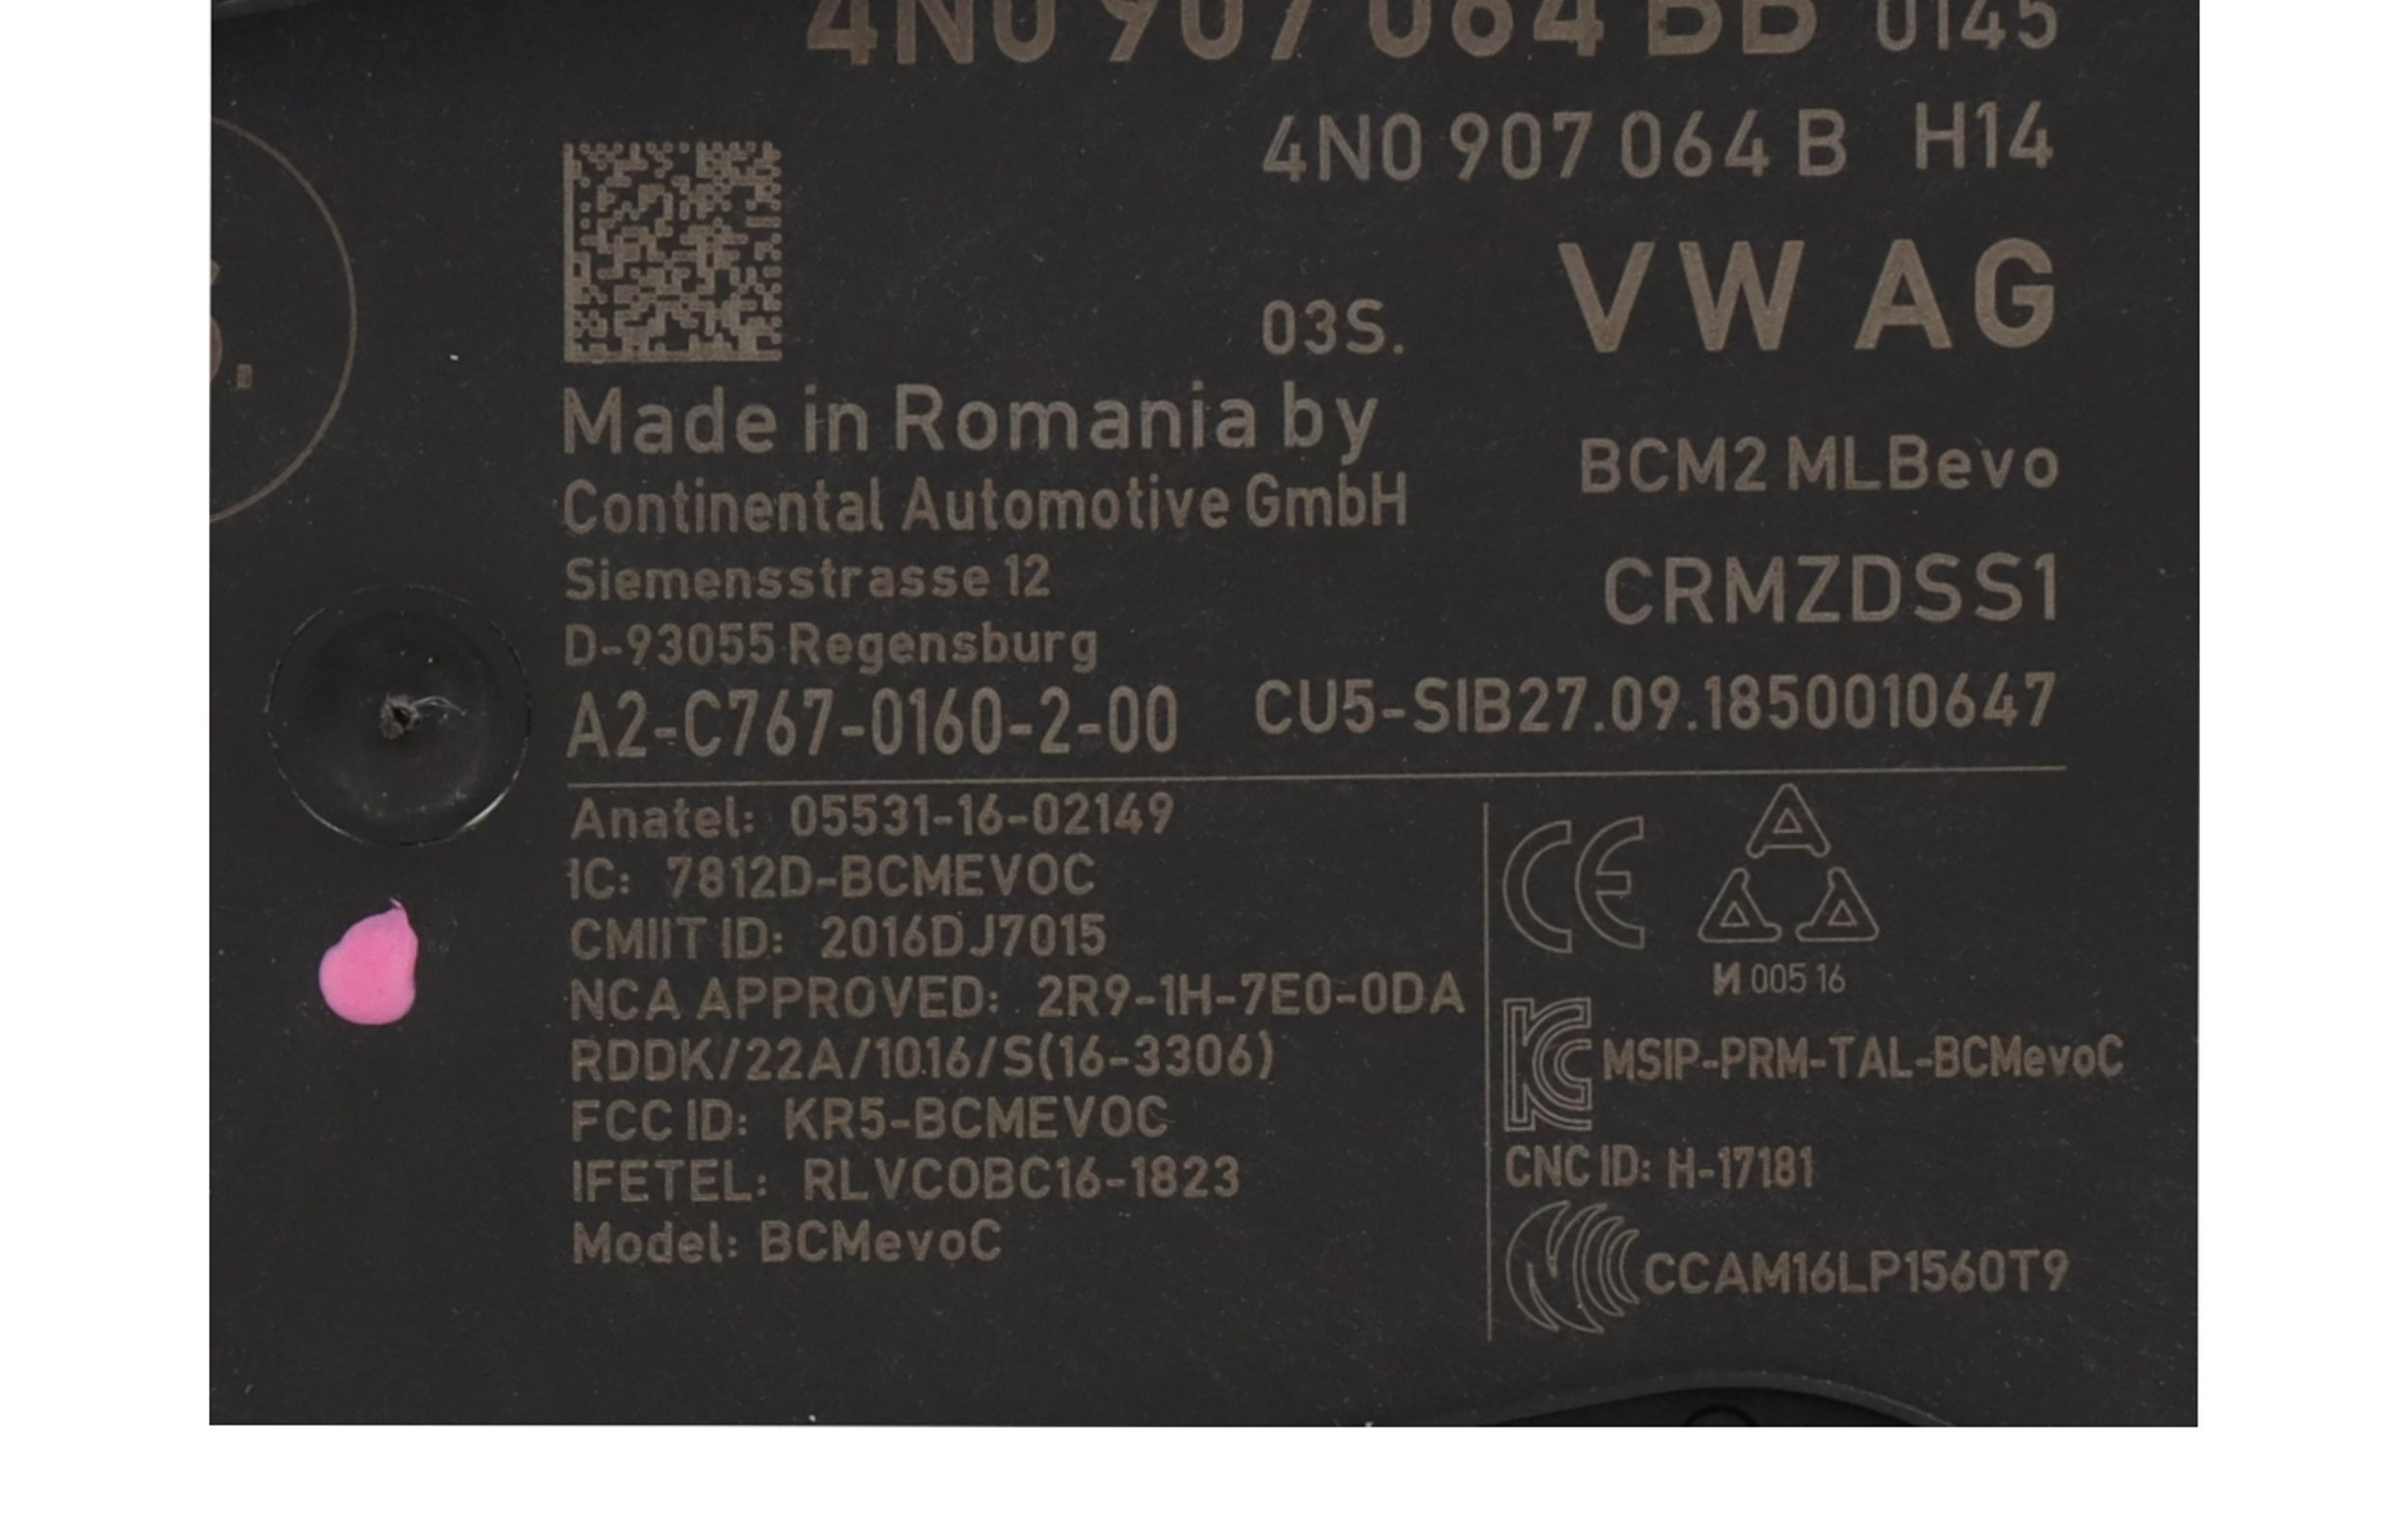 4N0 907 064 BB 0145
4N0 907 064 B H14
VW AG
03S.
Made in Romania by
Continental Automotive GmbH
Siemensstrasse 12
D-93055 Regensburg
A2-C767-0160-2-00
BCM2 MLBevo
CRMZDSS1
CU5-SIB27.09.1850010647
Anatel: 05531-16-02149
IC: 7812D-BCMEVOC
CMIIT ID: 2016DJ7015
NCA APPROVED: 2R9-1H-7E0-0DA
RDDK/22A/1016/S(16-3306)
FCC ID: KR5-BCMEVOC
IFETEL: RLVCOBC16-1823
Model: BCMevoC
CE
AAA
И 005 16
KC MSIP-PRM-TAL-BCMevoC
CNC ID: H-17181
CCAM16LP1560T9